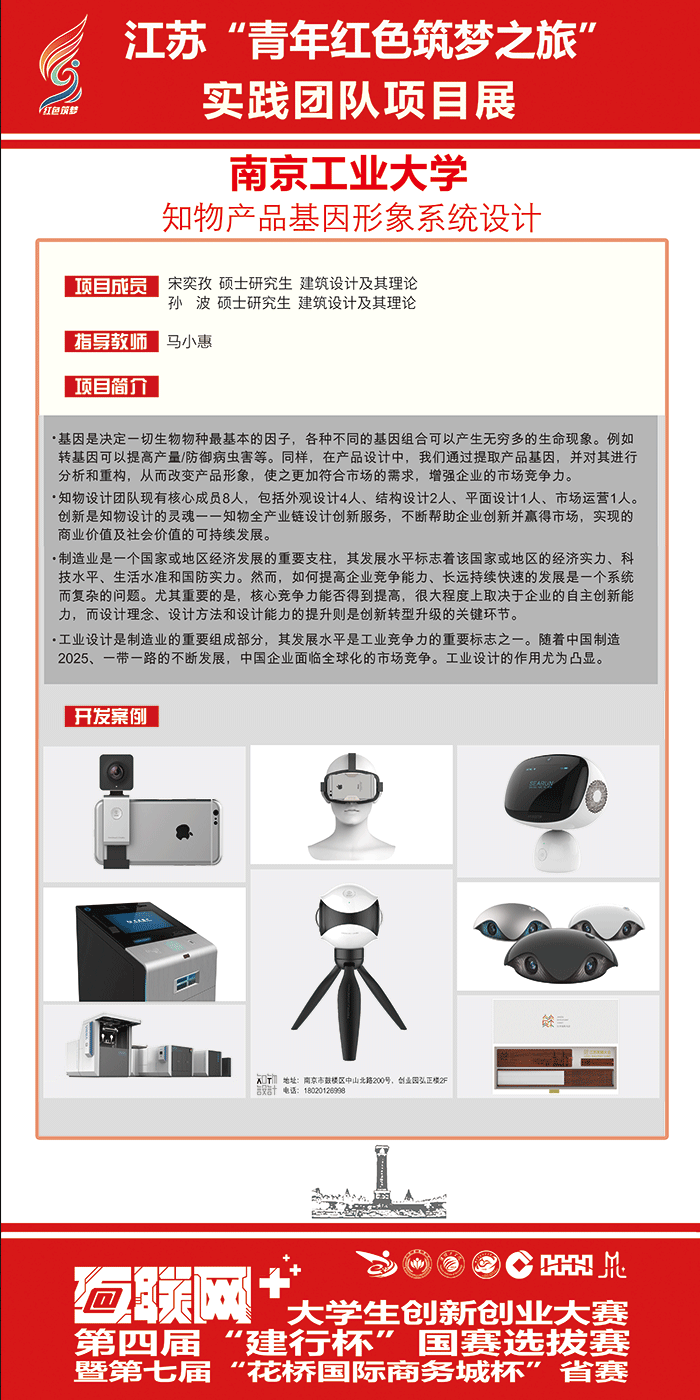 江苏“青年红色筑梦之旅”
实践团队项目展
红色筑梦
南京工业大学
知物产品基因形象系统设计
项目成员 宋奕孜 硕士研究生 建筑设计及其理论
孙 波 硕士研究生 建筑设计及其理论
指导教师 马小惠
项目简介
·基因是决定一切生物物种最基本的因子，各种不同的基因组合可以产生无穷多的生命现象。例如
转基因可以提高产量/防御病虫害等。同样，在产品设计中，我们通过提取产品基因，并对其进行
分析和重构，从而改变产品形象，使之更加符合市场的需求，增强企业的市场竞争力。
·知物设计团队现有核心成员8人，包括外观设计4人、结构设计2人、平面设计1人、市场运营1人。
创新是知物设计的灵魂——知物全产业链设计创新服务，不断帮助企业创新并赢得市场，实现的
商业价值及社会价值的可持续发展。
·制造业是一个国家或地区经济发展的重要支柱，其发展水平标志着该国家或地区的经济实力、科
技水平、生活水准和国防实力。然而，如何提高企业竞争能力、长远持续快速的发展是一个系统
而复杂的问题。尤其重要的是，核心竞争力能否得到提高，很大程度上取决于企业的自主创新能
力，而设计理念、设计方法和设计能力的提升则是创新转型升级的关键环节。
·工业设计是制造业的重要组成部分，其发展水平是工业竞争力的重要标志之一。随着中国制造
2025、一带一路的不断发展，中国企业面临全球化的市场竞争。工业设计的作用尤为凸显。
开发案例
知物设计
地址：南京市鼓楼区中山北路200号，创业园弘正楼2F
电话：18020126998
互联网+
大学生创新创业大赛
第四届“建行杯”国赛选拔赛
暨第七届“花桥国际商务城杯”省赛